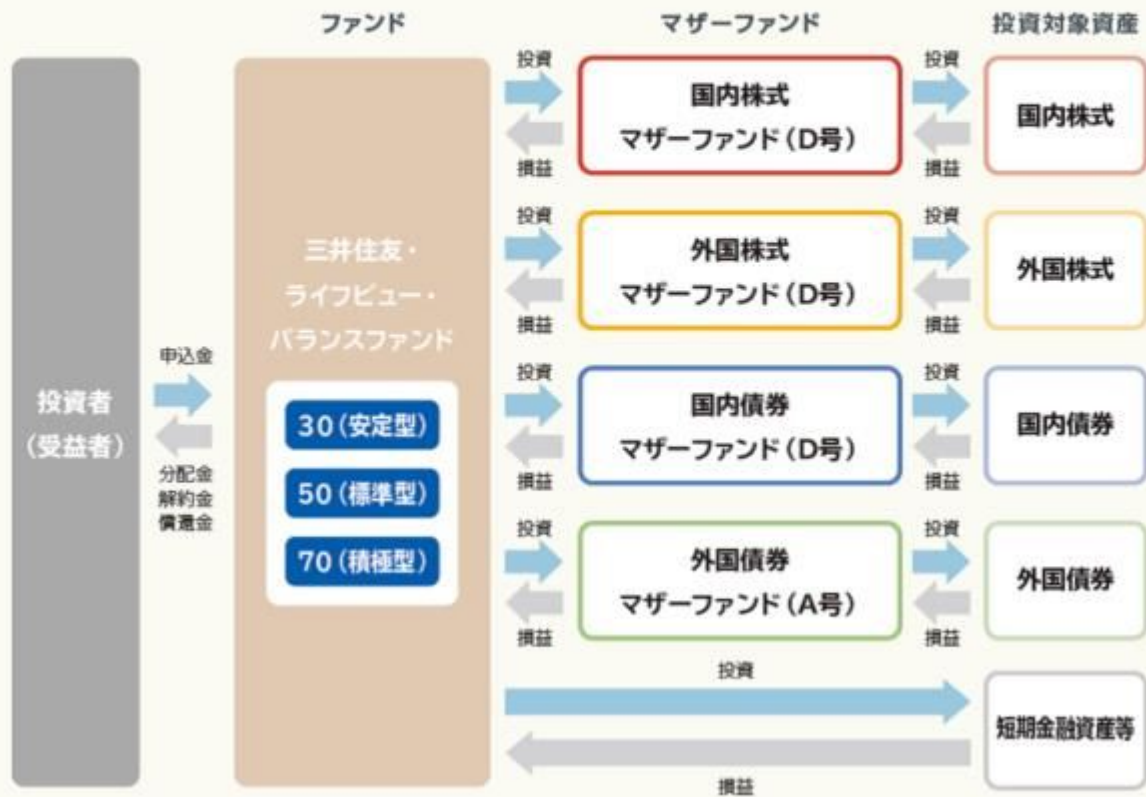 ファンド
マザーファンド
投資対象資産
投資者
(受益者)
申込金
分配金
解約金
償還金
三井住友・
ライフビュー・
バランスファンド
30(安定型)
50(標準型)
70(積極型)
投資
損益
国内株式
マザーファンド(D号)
投資
損益
国内株式
投資
損益
外国株式
マザーファンド(D号)
投資
損益
外国株式
投資
損益
国内債券
マザーファンド(D号)
投資
損益
国内債券
投資
損益
外国債券
マザーファンド(A号)
投資
損益
外国債券
投資
損益
短期金融資産等